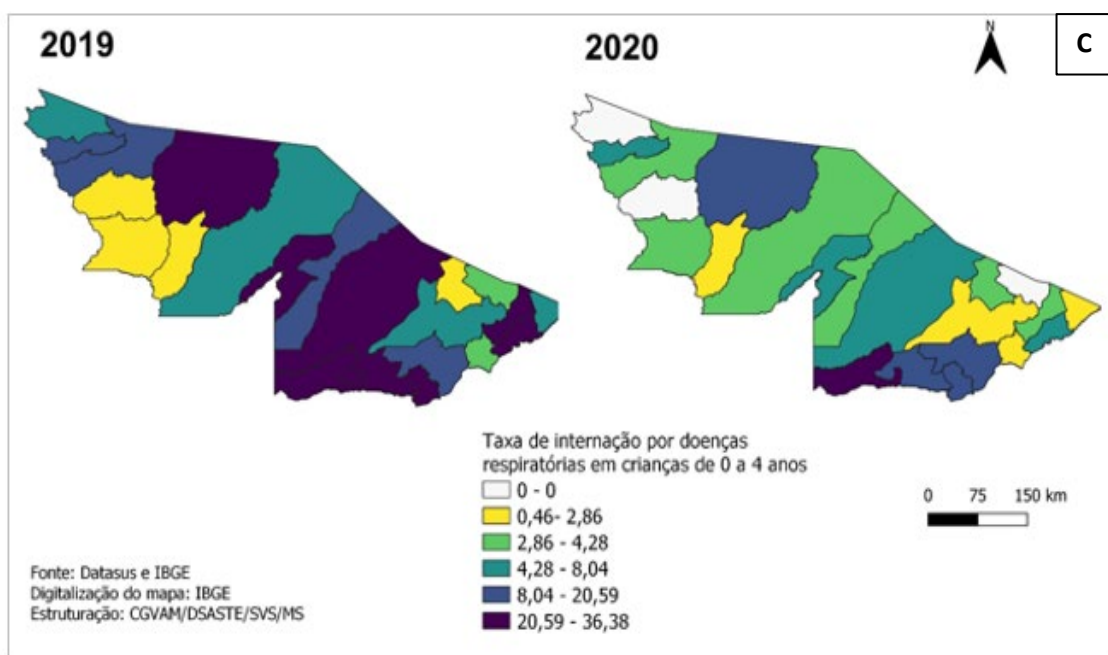 2019
2020
N
C
Taxa de internação por doenças
respiratórias em crianças de 0 a 4 anos
0 - 0
0,46- 2,86
2,86 - 4,28
4,28 - 8,04
8,04 - 20,59
20,59 - 36,38
0 75 150 km
Fonte: Datasus e IBGE
Digitalização do mapa: IBGE
Estruturação: CGVAM/DSASTE/SVS/MS